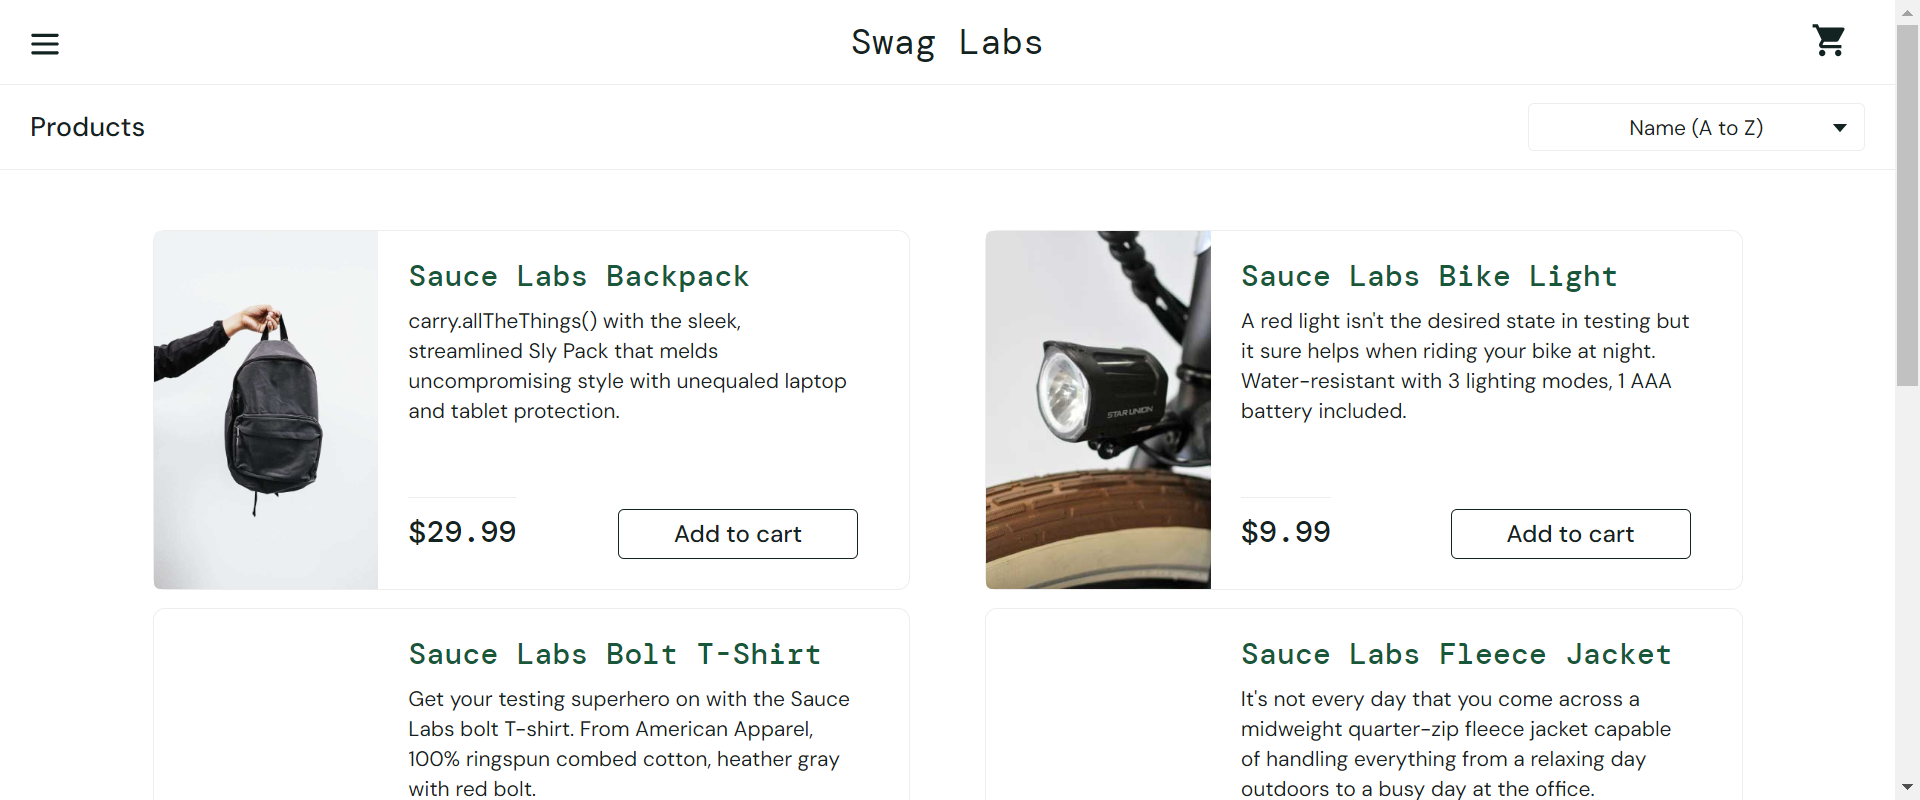 Swag Labs
Products
Name (A to Z)
Sauce Labs Backpack
carry.allTheThings() with the sleek,
streamlined Sly Pack that melds
uncompromising style with unequaled laptop
and tablet protection.
$29.99
Add to cart
Sauce Labs Bike Light
A red light isn't the desired state in testing but
it sure helps when riding your bike at night.
Water-resistant with 3 lighting modes, 1 AAA
battery included.
STAR UNION
$9.99
Add to cart
Sauce Labs Bolt T-Shirt
Get your testing superhero on with the Sauce
Labs bolt T-shirt. From American Apparel,
100% ringspun combed cotton, heather gray
with red bolt.
Sauce Labs Fleece Jacket
It's not every day that you come across a
midweight quarter-zip fleece jacket capable
of handling everything from a relaxing day
outdoors to a busy day at the office.